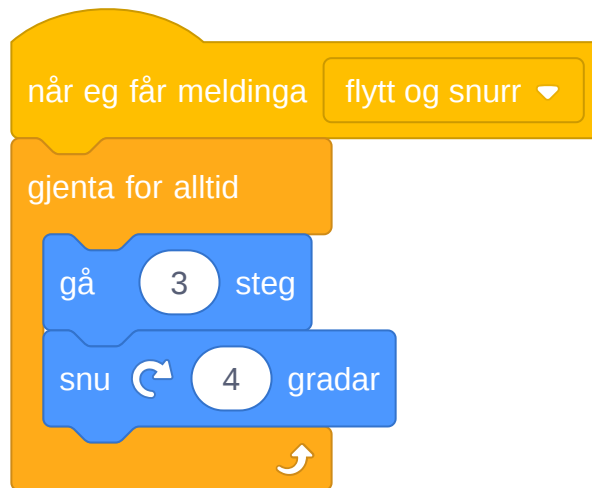 når eg får meldinga flytt og snurr
gjenta for alltid
gå 3 steg
snu 4 gradar